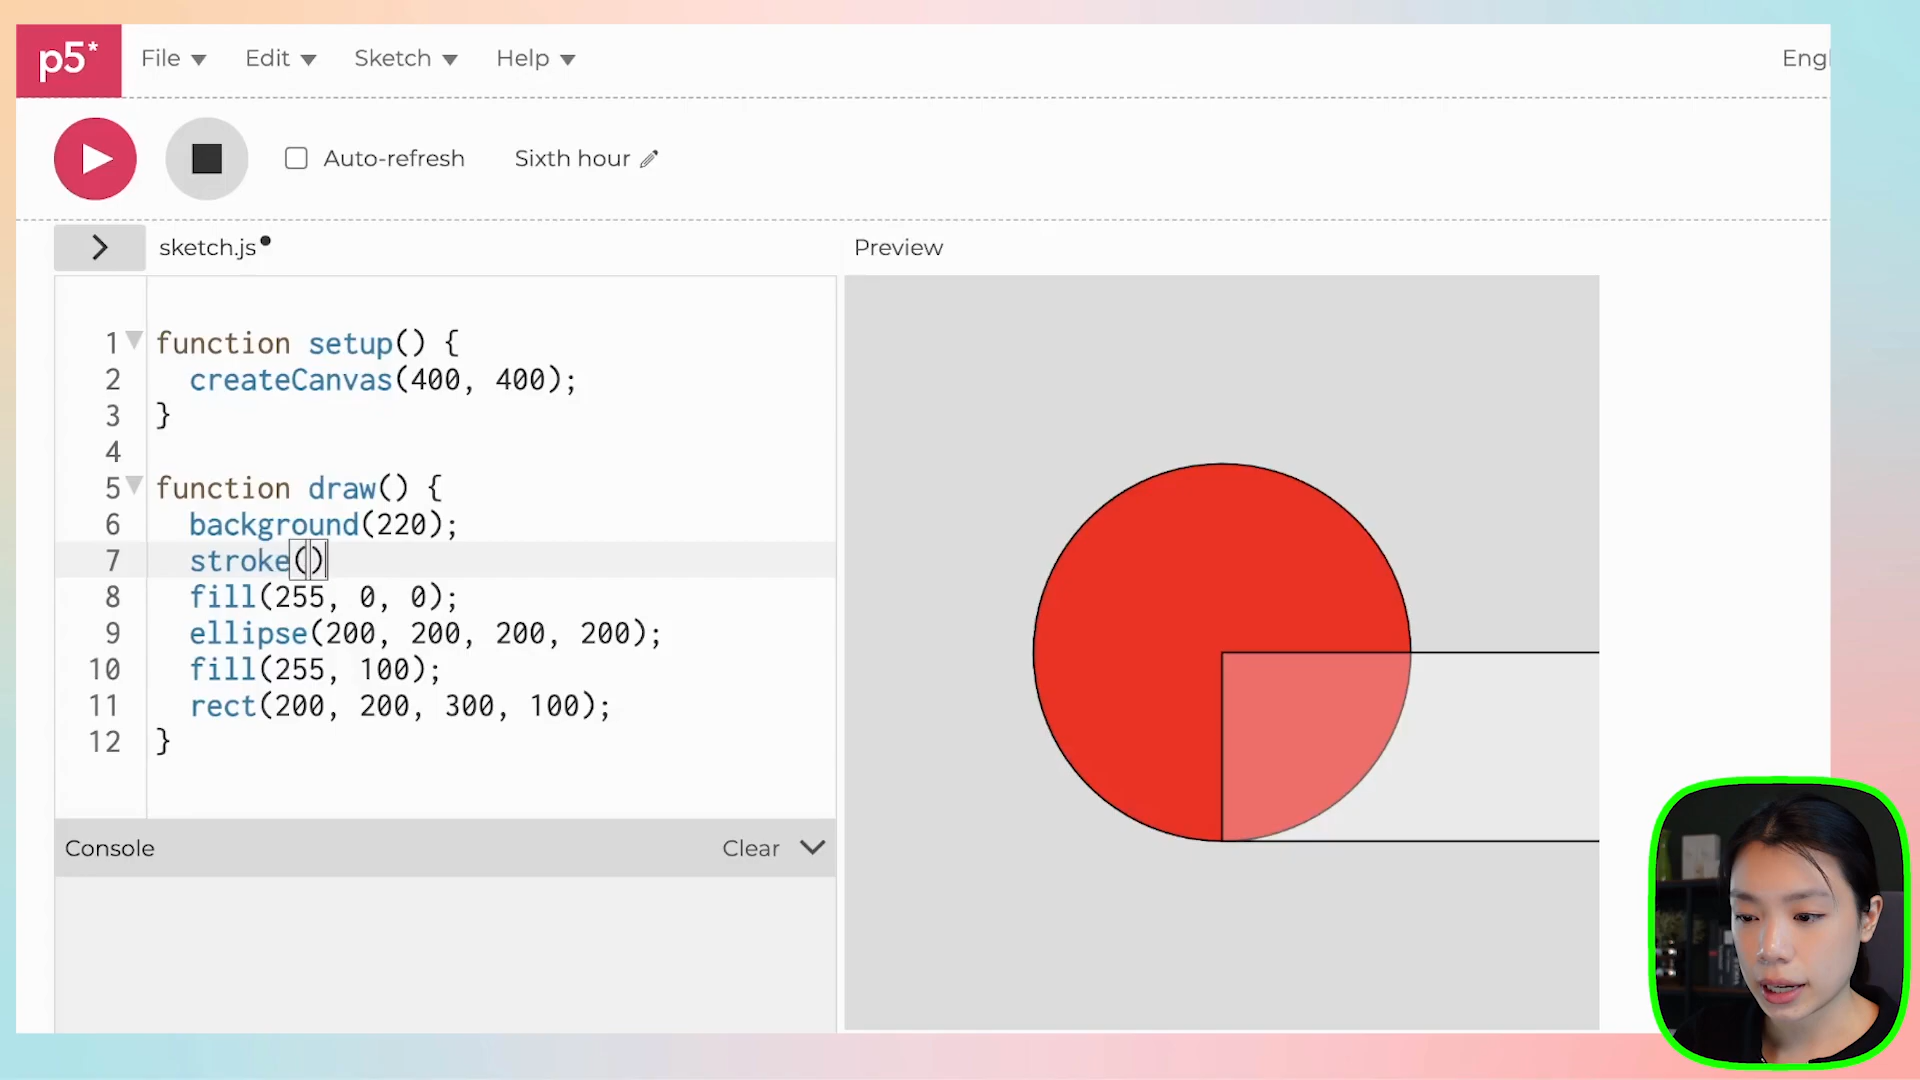 p5* File Edit Sketch Help Engl
Auto-refresh Sixth hour
sketch.js Preview
1 function setup() {
2 createCanvas(400, 400);
3 }
4
5 function draw() {
6 background(220);
7 stroke()
8 fill(255, 0, 0);
9 ellipse(200, 200, 200, 200);
10 fill(255, 100);
11 rect(200, 200, 300, 100);
12 }
Console Clear